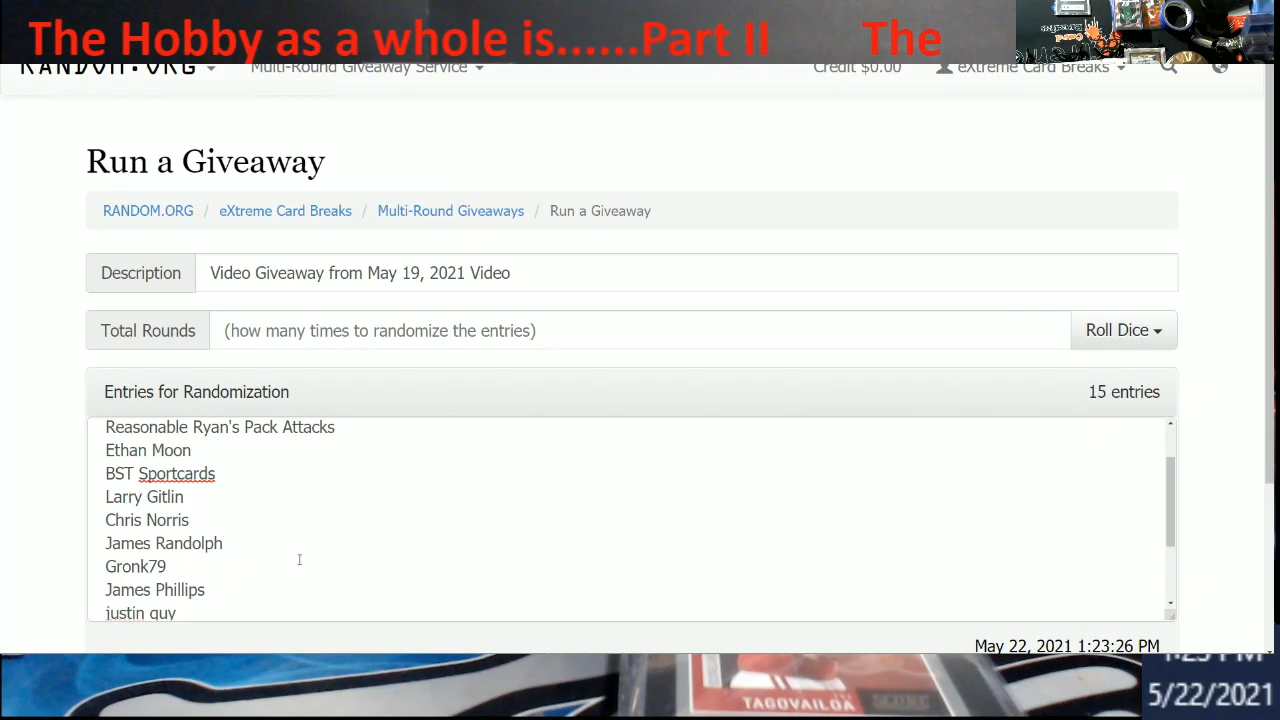 The Hobby as a whole is......Part II The
RANDOM.ORG Multi-Round Giveaway Service Credit $0.00 eXtreme Card Breaks
Run a Giveaway
RANDOM.ORG / eXtreme Card Breaks / Multi-Round Giveaways / Run a Giveaway
Description Video Giveaway from May 19, 2021 Video
Total Rounds (how many times to randomize the entries) Roll Dice
Entries for Randomization 15 entries
Reasonable Ryan's Pack Attacks
Ethan Moon
BST Sportcards
Larry Gitlin
Chris Norris
James Randolph
Gronk79
James Phillips
justin guy
May 22, 2021 1:23:26 PM
5/22/2021
TAGOVAILOA